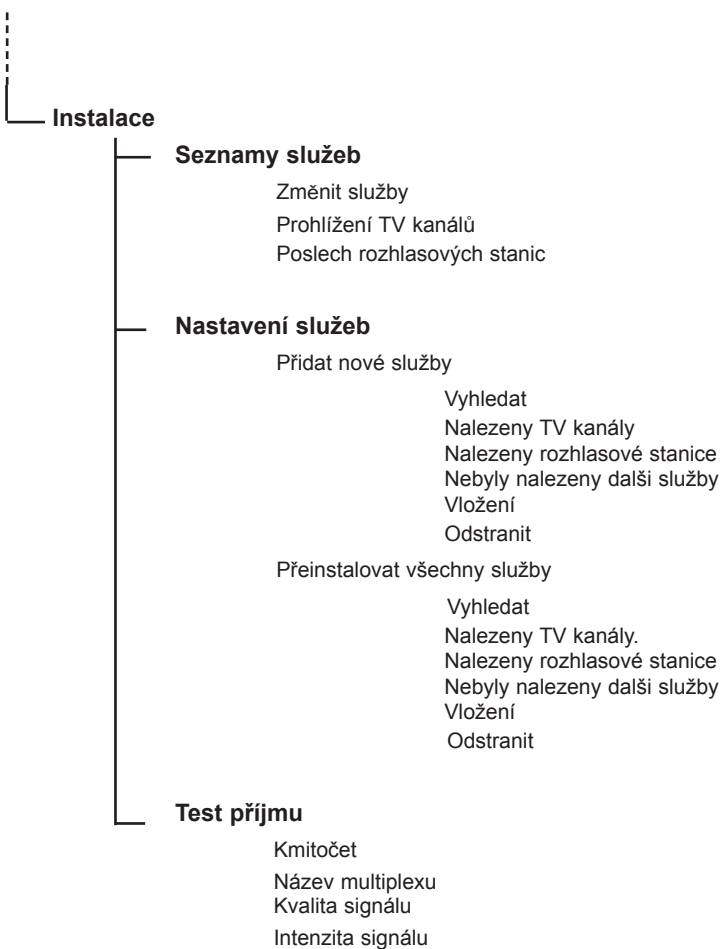 Instalace
Seznamy služeb
Změnit služby
Prohlížení TV kanálů
Poslech rozhlasových stanic
Nastavení služeb
Přidat nové služby
Vyhledat
Nalezeny TV kanály
Nalezeny rozhlasové stanice
Nebyly nalezeny další služby
Vložení
Odstranit
Přeinstalovat všechny služby
Vyhledat
Nalezeny TV kanály.
Nalezeny rozhlasové stanice
Nebyly nalezeny další služby
Vložení
Odstranit
Test příjmu
Kmitočet
Název multiplexu
Kvalita signálu
Intenzita signálu